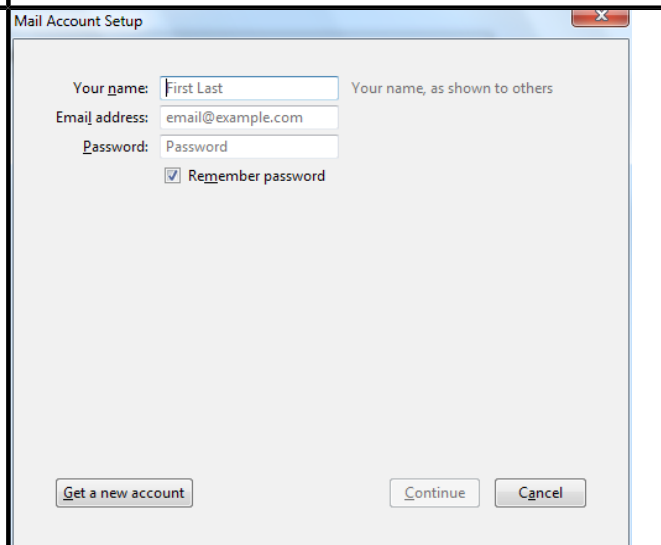 Mail Account Setup
Your name: First Last Your name, as shown to others
Email address: email@example.com
Password: Password
Remember password
Get a new account Continue Cancel